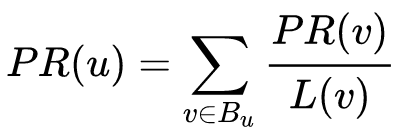 PR(u) = ∑_{v∈B_u} PR(v)/L(v)